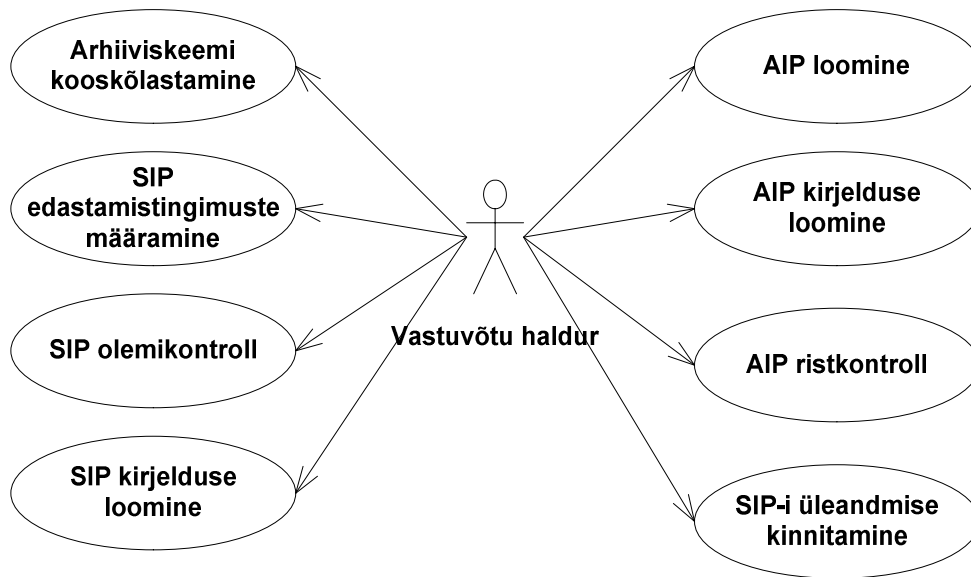 Arhiiviskeemi
kooskõlastamine
SIP
edastamistingimuste
määramine
SIP olemikontroll
SIP kirjelduse
loomine
Vastuvõtu haldur
AIP loomine
AIP kirjelduse
loomine
AIP ristkontroll
SIP-i üleandmise
kinnitamine